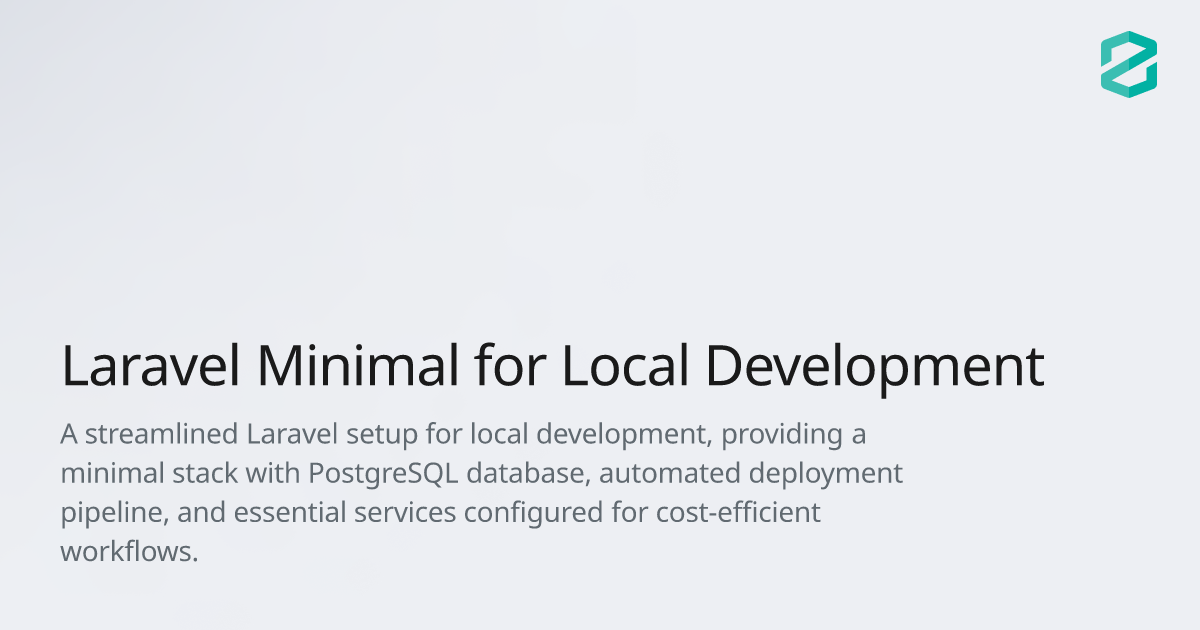 Laravel Minimal for Local Development
A streamlined Laravel setup for local development, providing a
minimal stack with PostgreSQL database, automated deployment
pipeline, and essential services configured for cost-efficient
workflows.